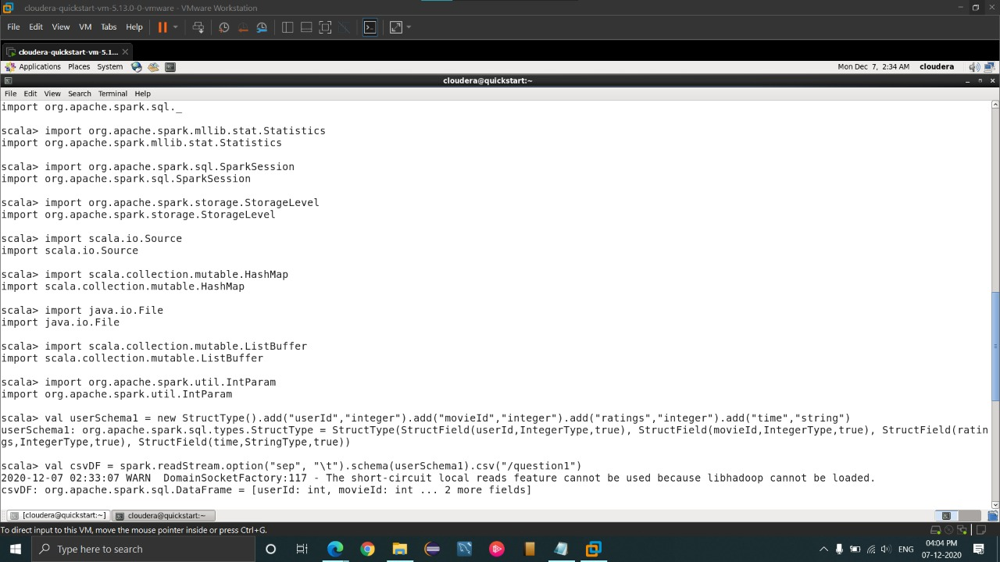 cloudera-quickstart-vm-5.13.0-0-vmware - VMware Workstation
File Edit View VM Tabs Help
cloudera-quickstart-vm-5.1...
Applications Places System Mon Dec 7, 2:34 AM cloudera
cloudera@quickstart:~
File Edit View Search Terminal Help
import org.apache.spark.sql._
scala> import org.apache.spark.mllib.stat.Statistics
import org.apache.spark.mllib.stat.Statistics
scala> import org.apache.spark.sql.SparkSession
import org.apache.spark.sql.SparkSession
scala> import org.apache.spark.storage.StorageLevel
import org.apache.spark.storage.StorageLevel
scala> import scala.io.Source
import scala.io.Source
scala> import scala.collection.mutable.HashMap
import scala.collection.mutable.HashMap
scala> import java.io.File
import java.io.File
scala> import scala.collection.mutable.ListBuffer
import scala.collection.mutable.ListBuffer
scala> import org.apache.spark.util.IntParam
import org.apache.spark.util.IntParam
scala> val userSchema1 = new StructType().add("userId","integer").add("movieId","integer").add("ratings","integer").add("time","string")
userSchema1: org.apache.spark.sql.types.StructType = StructType(StructField(userId,IntegerType,true), StructField(movieId,IntegerType,true), StructField(ratin
gs,IntegerType,true), StructField(time,StringType,true))
scala> val csvDF = spark.readStream.option("sep", "\t").schema(userSchema1).csv("/question1")
2020-12-07 02:33:07 WARN  DomainSocketFactory:117 - The short-circuit local reads feature cannot be used because libhadoop cannot be loaded.
csvDF: org.apache.spark.sql.DataFrame = [userId: int, movieId: int ... 2 more fields]
[cloudera@quickstart:~] cloudera@quickstart:~
To direct input to this VM, move the mouse pointer inside or press Ctrl+G.
Type here to search
ENG
04:04 PM
07-12-2020